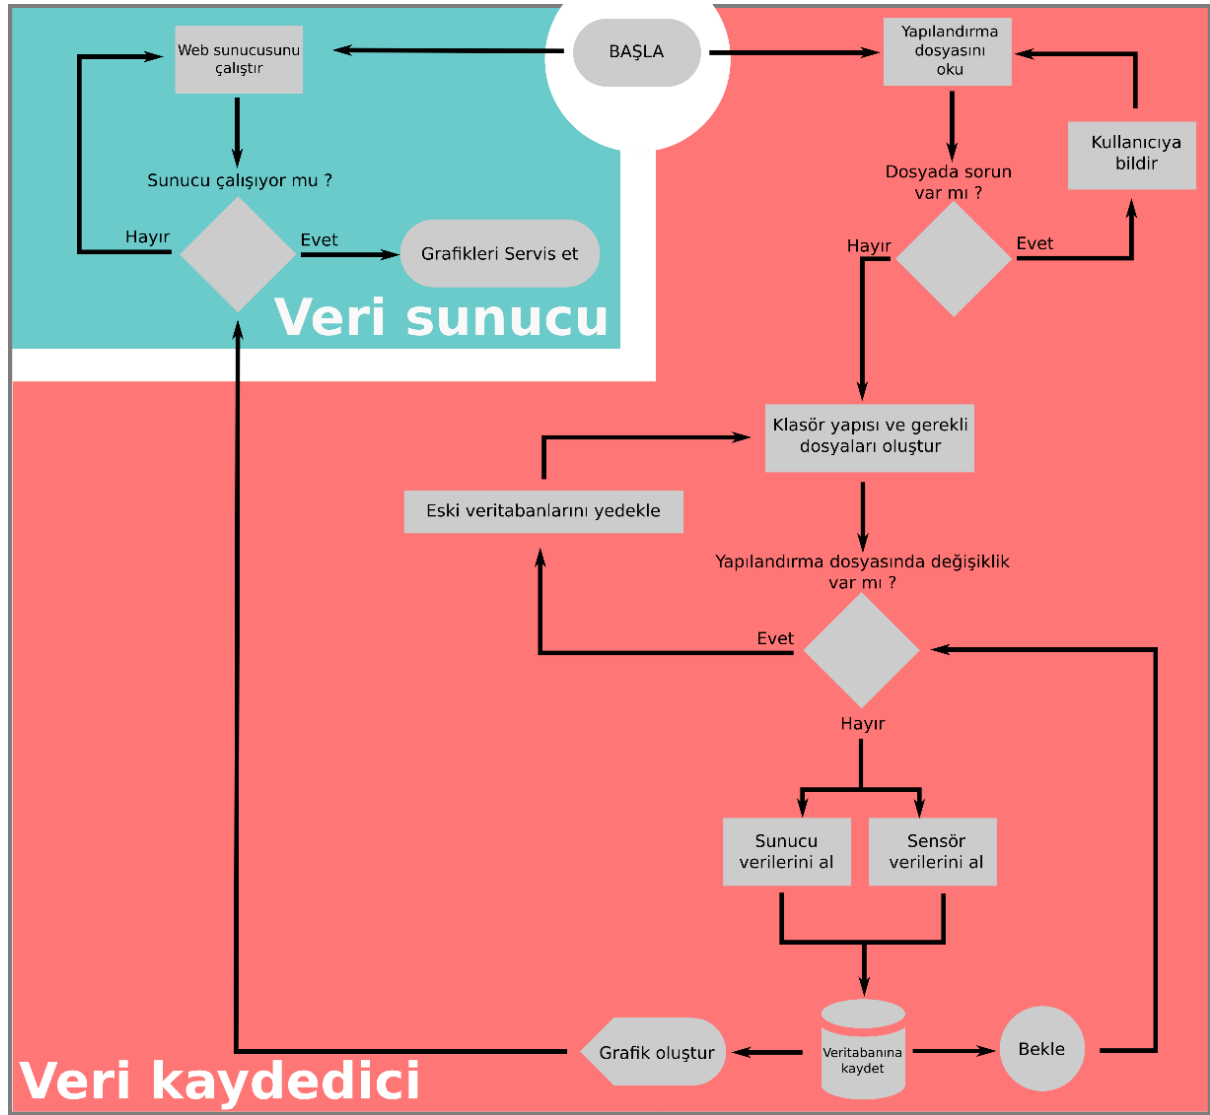 BAŞLA
Web sunucusunu
çalıştır
Sunucu çalışıyor mu ?
Hayır
Evet
Grafikleri Servis et
Veri sunucu
Yapılandırma
dosyasını
oku
Kullanıcıya
bildir
Dosyada sorun
var mı ?
Hayır
Evet
Klasör yapısı ve gerekli
dosyaları oluştur
Eski veritabanlarını yedekle
Yapılandırma dosyasında değişiklik
var mı ?
Evet
Hayır
Sunucu
verilerini al
Sensör
verilerini al
Grafik oluştur
Veritabanına
kaydet
Bekle
Veri kaydedici